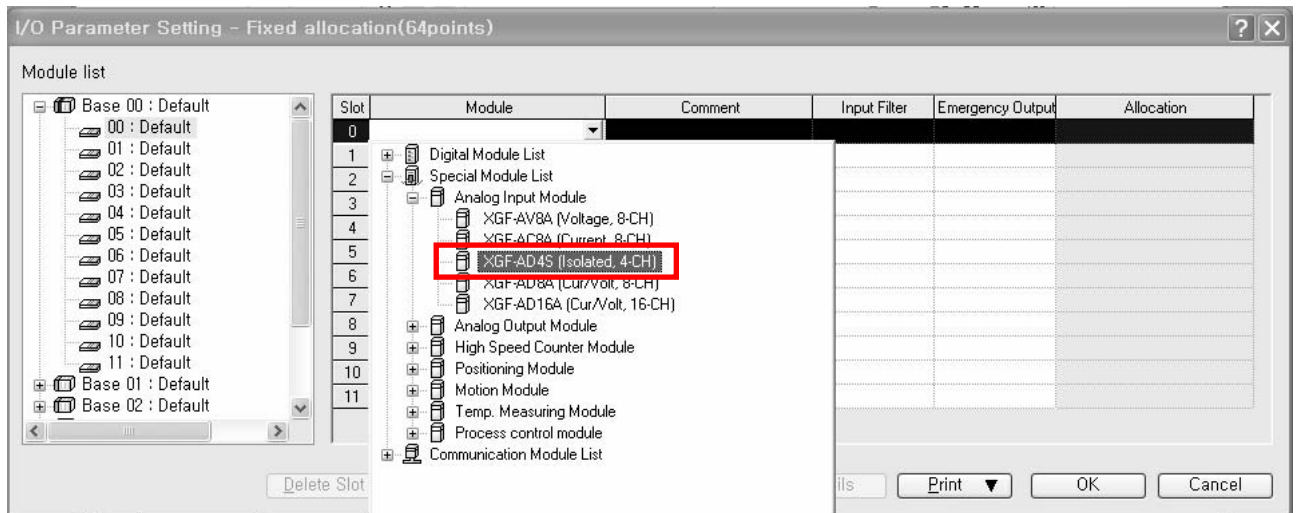 I/O Parameter Setting - Fixed allocation(64points)
Module list
Base 00 : Default
00 : Default
01 : Default
02 : Default
03 : Default
04 : Default
05 : Default
06 : Default
07 : Default
08 : Default
09 : Default
10 : Default
11 : Default
Base 01 : Default
Base 02 : Default
Slot Module Comment Input Filter Emergency Output Allocation
0
1
2
3
4
5
6
7
8
9
10
11
Digital Module List
Special Module List
Analog Input Module
XGF-AV8A (Voltage, 8-CH)
XGF-AC8A (Current, 8-CH)
XGF-AD4S (Isolated, 4-CH)
XGF-AD8A (Cur/Volt, 8-CH)
XGF-AD16A (Cur/Volt, 16-CH)
Analog Output Module
High Speed Counter Module
Positioning Module
Motion Module
Temp. Measuring Module
Process control module
Communication Module List
Delete Slot ils Print ▼ OK Cancel